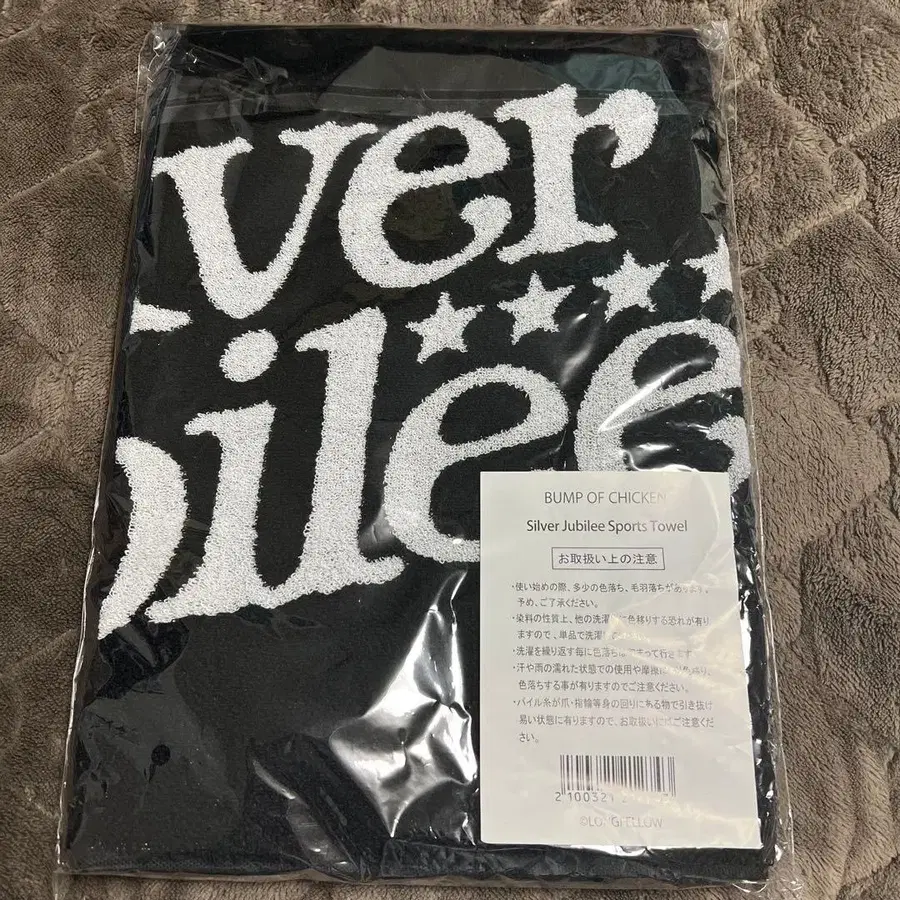 lver
bilee
BUMP OF CHICKEN
Silver Jubilee Sports Towel
お取扱い上の注意
・使い始めの際、多少の色落ち、毛羽落ちがあります。
予め、ご了承ください。
・染料の性質上、他の洗濯物に色移りする恐れが有り
ますので、単品で洗濯
・洗濯を繰り返す毎に色落ちは
・汗や雨の濡れた状態での使用や摩擦
色落ちする事が有りますのでご注意ください。
・パイル糸が爪・指輪等身の回りにある物で引き抜け
易い状態に有りますので、お取扱いにはご注意くだ
さい。
©LONGFELLOW